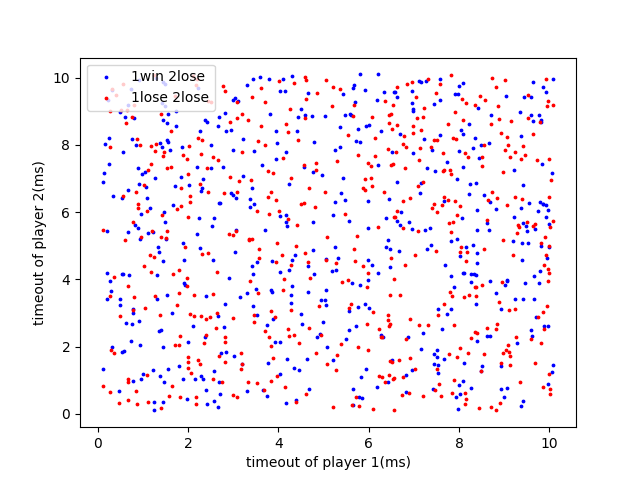 1win 2lose
1lose 2lose
10
8
6
4
2
0
timeout of player 2(ms)
0 2 4 6 8 10
timeout of player 1(ms)